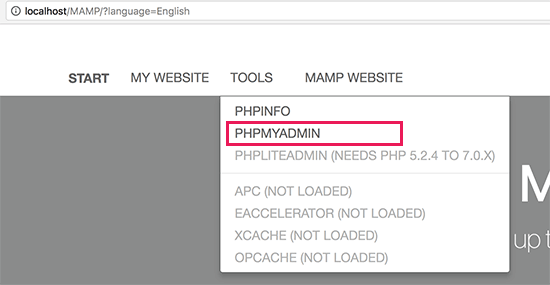 localhost/MAMP/?language=English
START MY WEBSITE TOOLS MAMP WEBSITE
PHPINFO
PHPMYADMIN
PHPLITEADMIN (NEEDS PHP 5.2.4 TO 7.0.X)
APC (NOT LOADED)
EACCELERATOR (NOT LOADED)
XCACHE (NOT LOADED)
OPCACHE (NOT LOADED)
M
up t